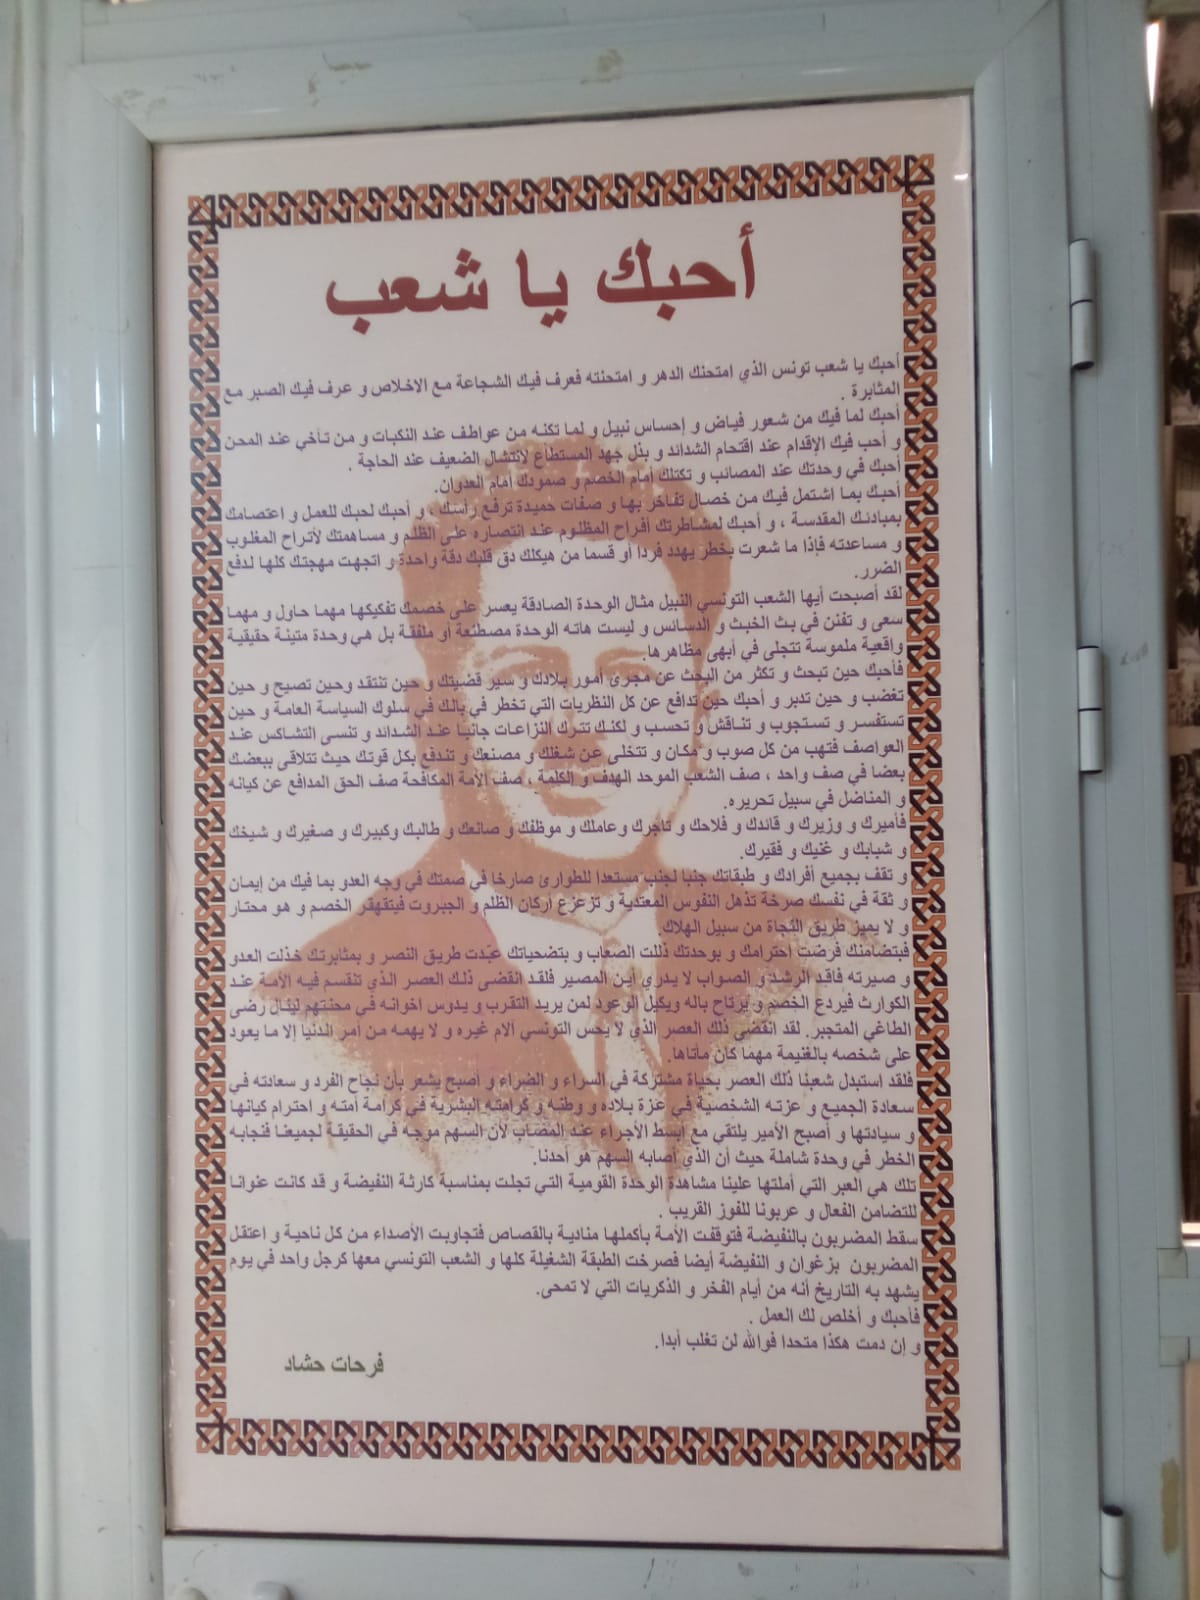 أحبك يا شعب
أحبك يا شعب تونس الذي امتحنك الدهر و امتحنته فعرف فيك الشجاعة مع الاخلاص و عرف فيك الصبر مع
المثابرة .
أحبك لما فيك من شعور فياض و إحساس نبيل و لما تكنه من عواطف عند النكبات و من تأخي عند المحن
و أحب فيك الإقدام عند اقتحام الشدائد و بذل جهد المستطاع لانتشال الضعيف عند الحاجة .
أحبك في وحدتك عند المصائب و تكتلك أمام الخصم و صمودك أمام العدوان.
أحبك بما اشتمل فيك من خصال تفاخر بها و صفات حميدة ترفع رأسك ، و أحبك لحبك للعمل و اعتصامك
بمبادئك المقدسة ، و أحبك لمشاطرتك أفراح المظلوم عند انتصاره على الظلم و مساهمتك لأتراح المغلوب
و مساعدته فإذا ما شعرت بخطر يهدد فردا أو قسما من هيكلك دق قلبك دقة واحدة و اتجهت مهجتك كلها لدفع
الضرر.
لقد أصبحت أيها الشعب التونسي النبيل مثال الوحدة الصادقة يعسر على خصمك تفكيكها مهما حاول و مهما
سعى و تفنن في بث الخبث و الدسائس و ليست هاته الوحدة مصطنعة أو ملفقة بل هي وحدة متينة حقيقية
واقعية ملموسة تتجلى في أبهى مظاهرها.
فأحبك حين تبحث و تكثر من البحث عن مجرى أمور بلادك و سير قضيتك و حين تنتقد وحين تصيح و حين
تغضب و حين تدبر و أحبك حين تدافع عن كل النظريات التي تخطر في بالك في سلوك السياسة العامة و حين
تستفسر و تستجوب و تناقش و تحسب و لكنك تترك النزاعات جانبا عند الشدائد و تنسى التشاكس عند
العواصف فتهب من كل صوب و مكان و تتخلى عن شغلك و مصنعك و تندفع بكل قوتك حيث تتلاقى ببعضك
بعضا في صف واحد ، صف الشعب الموحد الهدف و الكلمة ، صف الأمة المكافحة صف الحق المدافع عن كيانه
و المناضل في سبيل تحريره.
فأميرك و وزيرك و قائدك و فلاحك و تاجرك وعاملك و موظفك و صانعك و طالبك وكبيرك و صغيرك و شيخك
و شبابك و غنيك و فقيرك.
و تقف بجميع أفرادك و طبقاتك جنبا لجنب مستعدا للطوارئ صارخا في صمتك في وجه العدو بما فيك من إيمان
و ثقة في نفسك صرخة تذهل النفوس المعتدية و تزعزع أركان الظلم و الجبروت فيتقهقر الخصم و هو محتار
و لا يميز طريق النجاة من سبيل الهلاك.
فبتضامنك فرضت احترامك و بوحدتك ذللت الصعاب و بتضحياتك عبّدت طريق النصر و بمثابرتك خذلت العدو
و صيرته فاقد الرشد و الصواب لا يدري أين المصير فلقد انقضى ذلك العصر الذي تنقسم فيه الأمة عند
الكوارث فيردع الخصم و يرتاح باله ويكيل الوعود لمن يريد التقرب و يدوس اخوانه في محنتهم لينال رضى
الطاغي المتجبر. لقد انقضى ذلك العصر الذي لا يحس التونسي آلام غيره و لا يهمه من أمر الدنيا إلا ما يعود
على شخصه بالغنيمة مهما كان مأتاها.
فلقد استبدل شعبنا ذلك العصر بحياة مشتركة في السراء و الضراء و أصبح يشعر بأن نجاح الفرد و سعادته في
سعادة الجميع و عزته الشخصية في عزة بلاده و وطنه و كرامته البشرية في كرامة أمته و احترام كيانها
و سيادتها و أصبح الأمير يلتقي مع أبسط الأجراء عند المصاب لأن السهم موجه في الحقيقة لجميعنا فنجابه
الخطر في وحدة شاملة حيث أن الذي أصابه السهم هو أحدنا.
تلك هي العبر التي أملتها علينا مشاهدة الوحدة القومية التي تجلت بمناسبة كارثة النفيضة و قد كانت عنوانا
للتضامن الفعال و عربونا للفوز القريب .
سقط المضربون بالنفيضة فتوقفت الأمة بأكملها منادية بالقصاص فتجاوبت الأصداء من كل ناحية و اعتقل
المضربون بزغوان و النفيضة أيضا فصرخت الطبقة الشغيلة كلها و الشعب التونسي معها كرجل واحد في يوم
يشهد به التاريخ أنه من أيام الفخر و الذكريات التي لا تمحى.
فأحبك و أخلص لك العمل .
و إن دمت هكذا متحدا فوالله لن تغلب أبدا.
فرحات حشاد